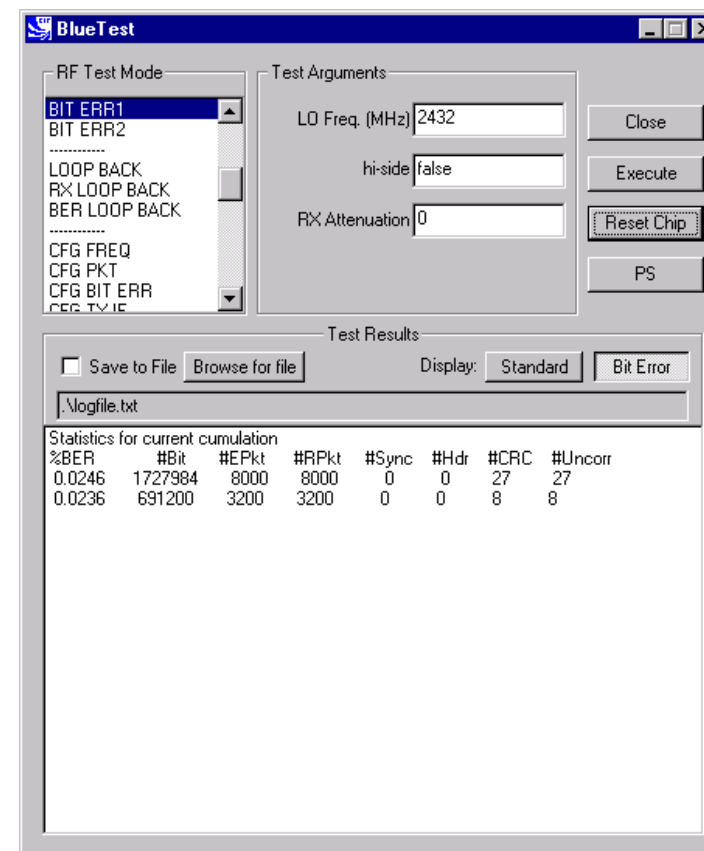 BlueTest
RF Test Mode
BIT ERR1
BIT ERR2
------------
LOOP BACK
RX LOOP BACK
BER LOOP BACK
------------
CFG FREQ
CFG PKT
CFG BIT ERR
CFG TX IF
Test Arguments
LO Freq. (MHz) 2432
hi-side false
RX Attenuation 0
Close
Execute
Reset Chip
PS
Test Results
Save to File Browse for file Display: Standard Bit Error
.\logfile.txt
Statistics for current cumulation
%BER #Bit #EPkt #RPkt #Sync #Hdr #CRC #Uncorr
0.0246 1727984 8000 8000 0 0 27 27
0.0236 691200 3200 3200 0 0 8 8